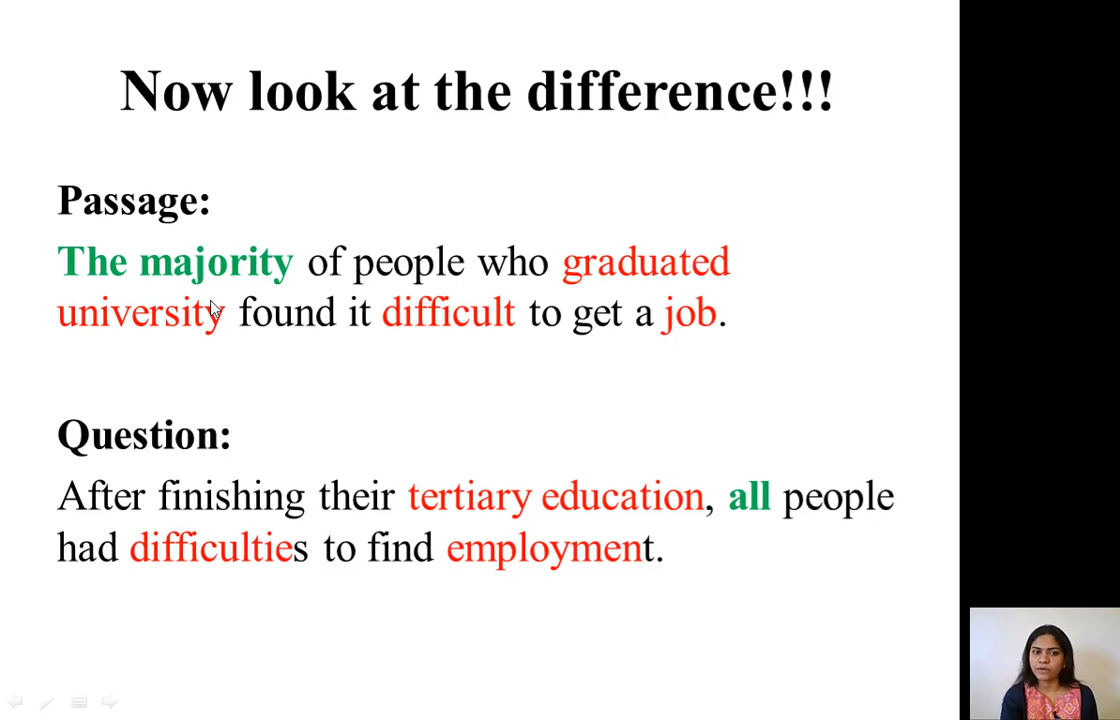 Now look at the difference!!!
Passage:
The majority of people who graduated
university found it difficult to get a job.
Question:
After finishing their tertiary education, all people
had difficulties to find employment.